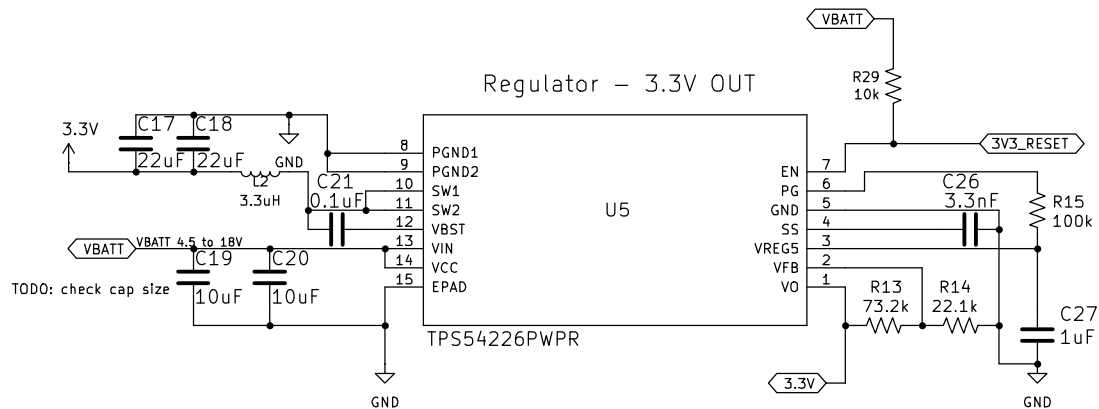 VBATT
R29
10k
Regulator – 3.3V OUT
3.3V
C17
C18
22uF
22uF
GND
L2
3.3uH
C21
0.1uF
8
9
10
11
12
13
14
15
PGND1
PGND2
SW1
SW2
VBST
VIN
VCC
EPAD
U5
EN
PG
GND
SS
VREG5
VFB
VO
7
6
5
4
3
2
1
3V3_RESET
C26
3.3nF
R15
100k
VBATT
VBATT 4.5 to 18V
C19
C20
10uF
10uF
TODO: check cap size
R13
73.2k
R14
22.1k
C27
1uF
TPS54226PWPR
3.3V
GND
GND